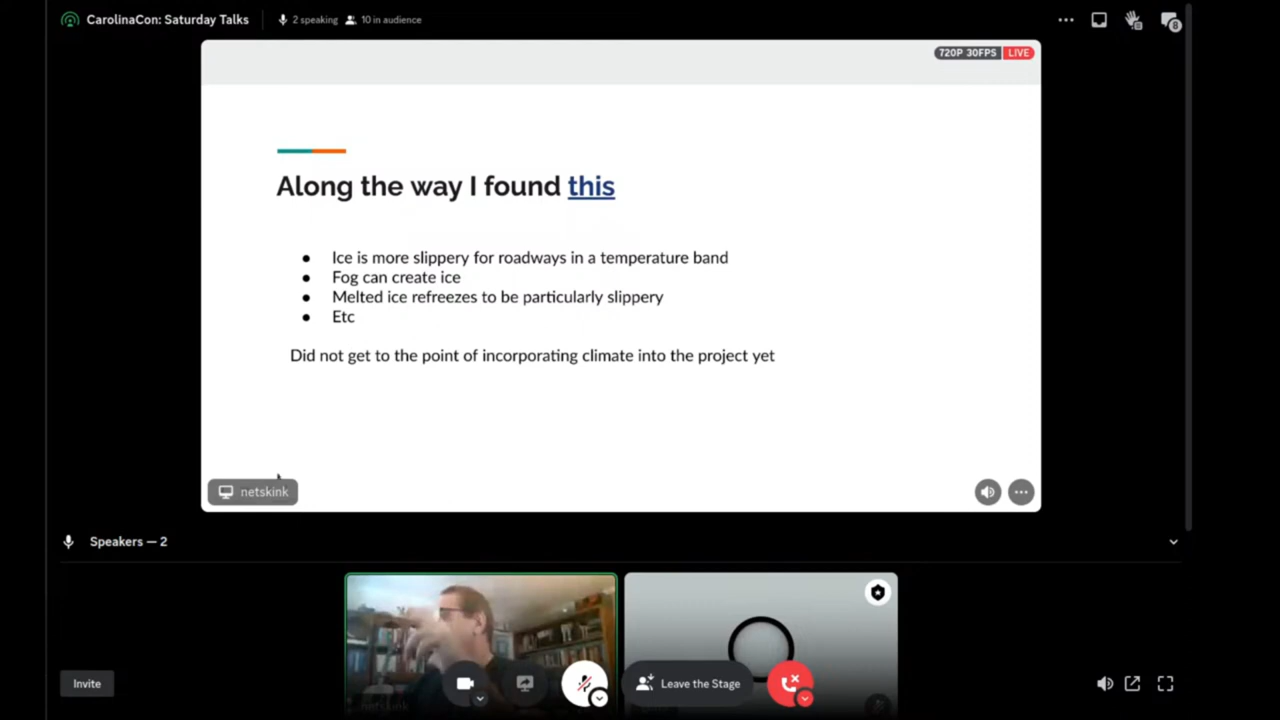 CarolinaCon: Saturday Talks
2 speaking 10 in audience
8
720P 30FPS LIVE
Along the way I found this
● Ice is more slippery for roadways in a temperature band
● Fog can create ice
● Melted ice refreezes to be particularly slippery
● Etc
Did not get to the point of incorporating climate into the project yet
netskink
Speakers — 2
Invite
Leave the Stage
netskink